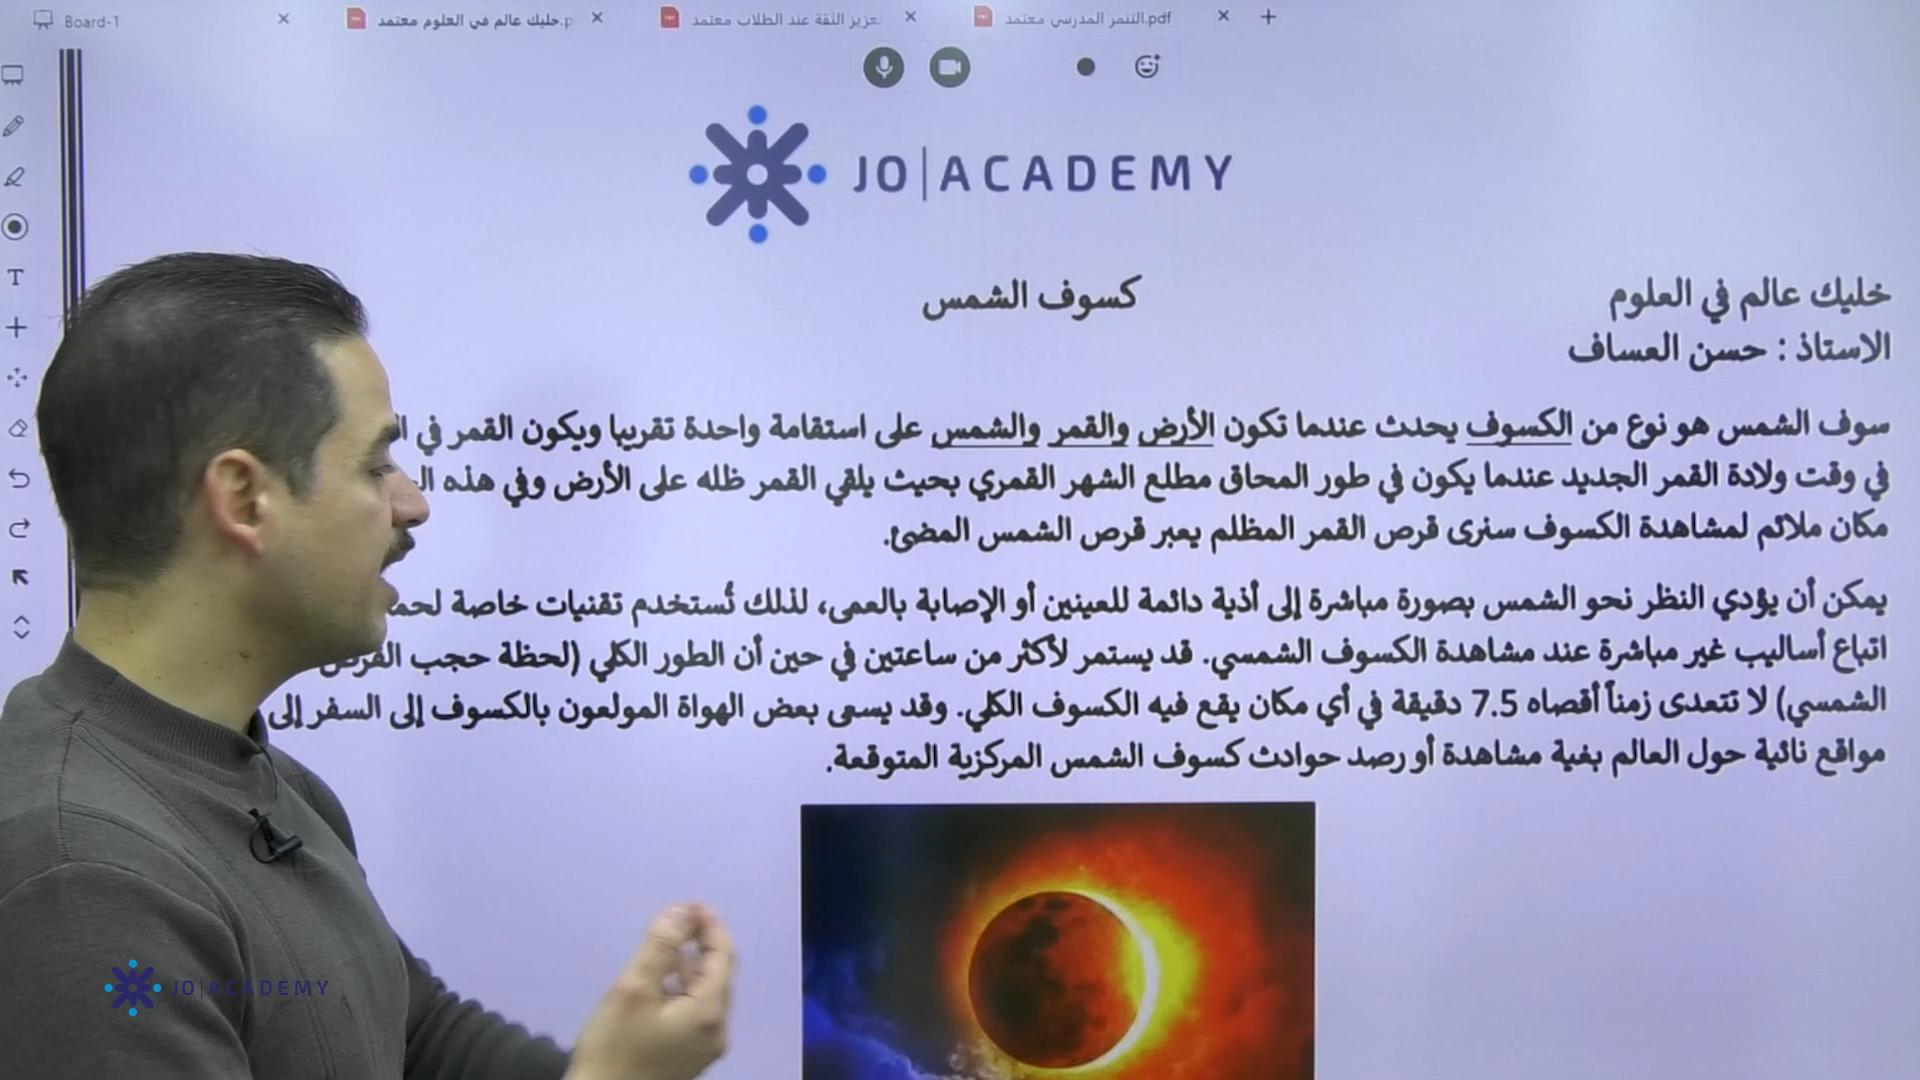 Board-1
خليك عالم في العلوم معتمد.p
عزيز الثقة عند الطلاب معتمد
التنمر المدرسي معتمد.pdf
JO ACADEMY
خليك عالم في العلوم
كسوف الشمس
الاستاذ : حسن العساف
سوف الشمس هو نوع من الكسوف يحدث عندما تكون الأرض والقمر والشمس على استقامة واحدة تقريبا ويكون القمر في
في وقت ولادة القمر الجديد عندما يكون في طور المحاق مطلع الشهر القمري بحيث يلقي القمر ظله على الأرض وفي هذه
مكان ملائم لمشاهدة الكسوف سنرى قرص القمر المظلم يعبر قرص الشمس المضئ.
يمكن أن يؤدي النظر نحو الشمس بصورة مباشرة إلى أذية دائمة للعينين أو الإصابة بالعمى، لذلك تُستخدم تقنيات خاصة
اتباع أساليب غير مباشرة عند مشاهدة الكسوف الشمسي. قد يستمر لأكثر من ساعتين في حين أن الطور الكلي (لحظة حجب القرص
الشمسي) لا تتعدى زمناً أقصاه 7.5 دقيقة في أي مكان يقع فيه الكسوف الكلي. وقد يسعى بعض الهواة المولعون بالكسوف إلى السفر إلى
مواقع نائية حول العالم بغية مشاهدة أو رصد حوادث كسوف الشمس المركزية المتوقعة.
JO ACADEMY